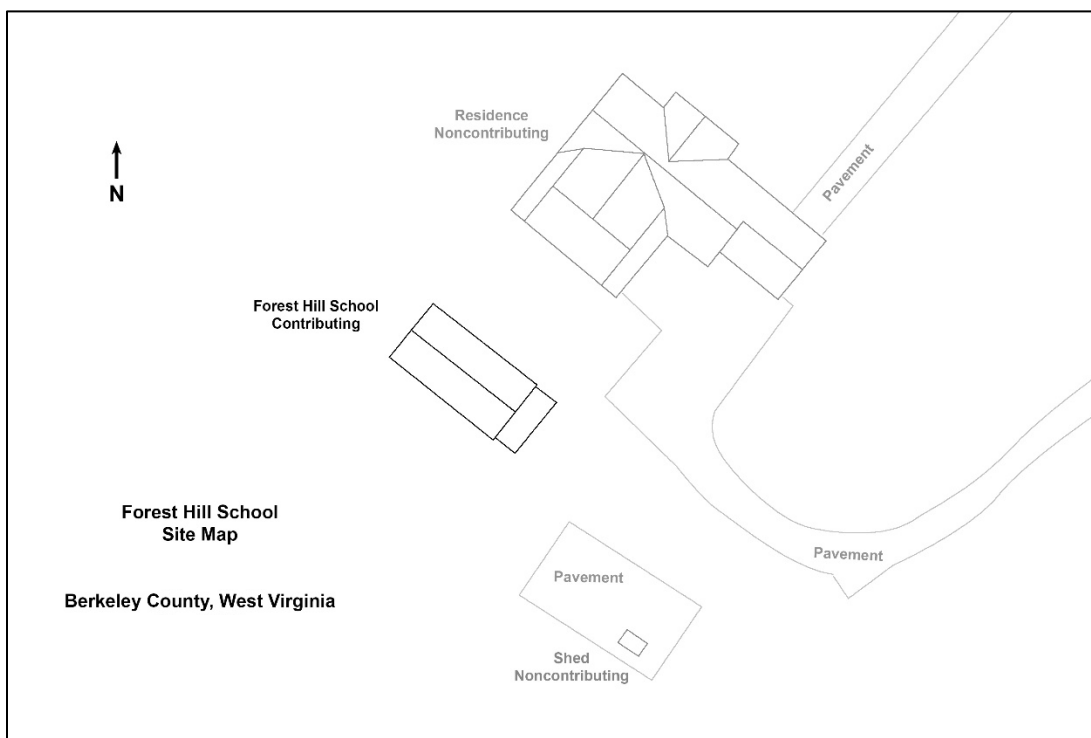 Residence
Noncontributing
Pavement
N
Forest Hill School
Contributing
Forest Hill School
Site Map
Pavement
Pavement
Berkeley County, West Virginia
Shed
Noncontributing